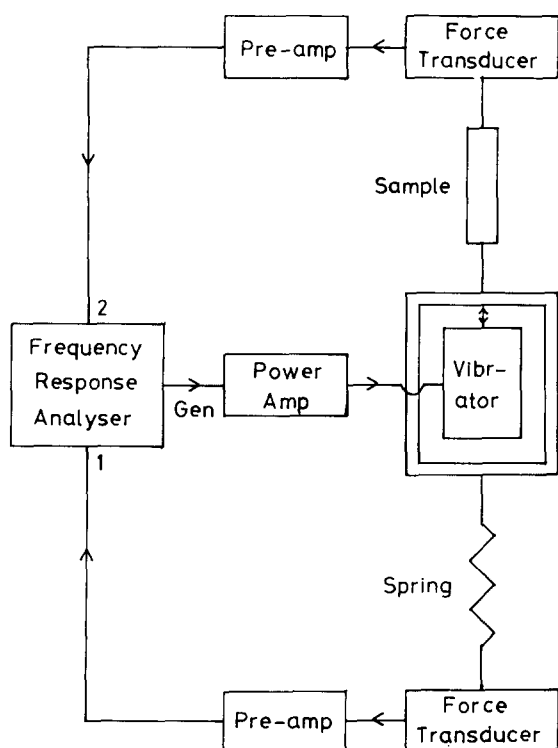 Pre-amp
Force
Transducer
Sample
2
Frequency
Response
Analyser
Gen
Power
Amp
Vibr-
ator
1
Spring
Pre-amp
Force
Transducer